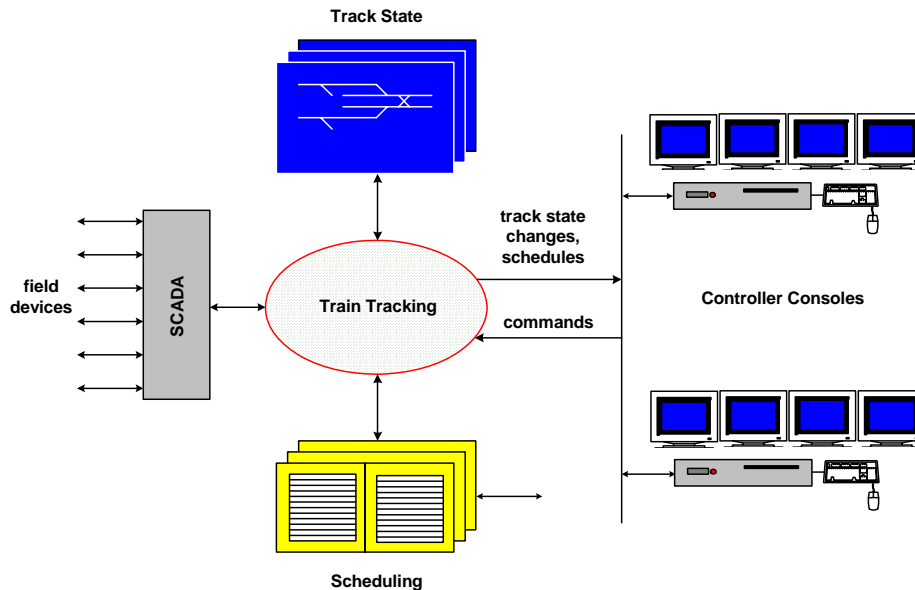 Track State
track state
changes,
schedules
field
devices
SCADA
Train Tracking
Controller Consoles
commands
Scheduling